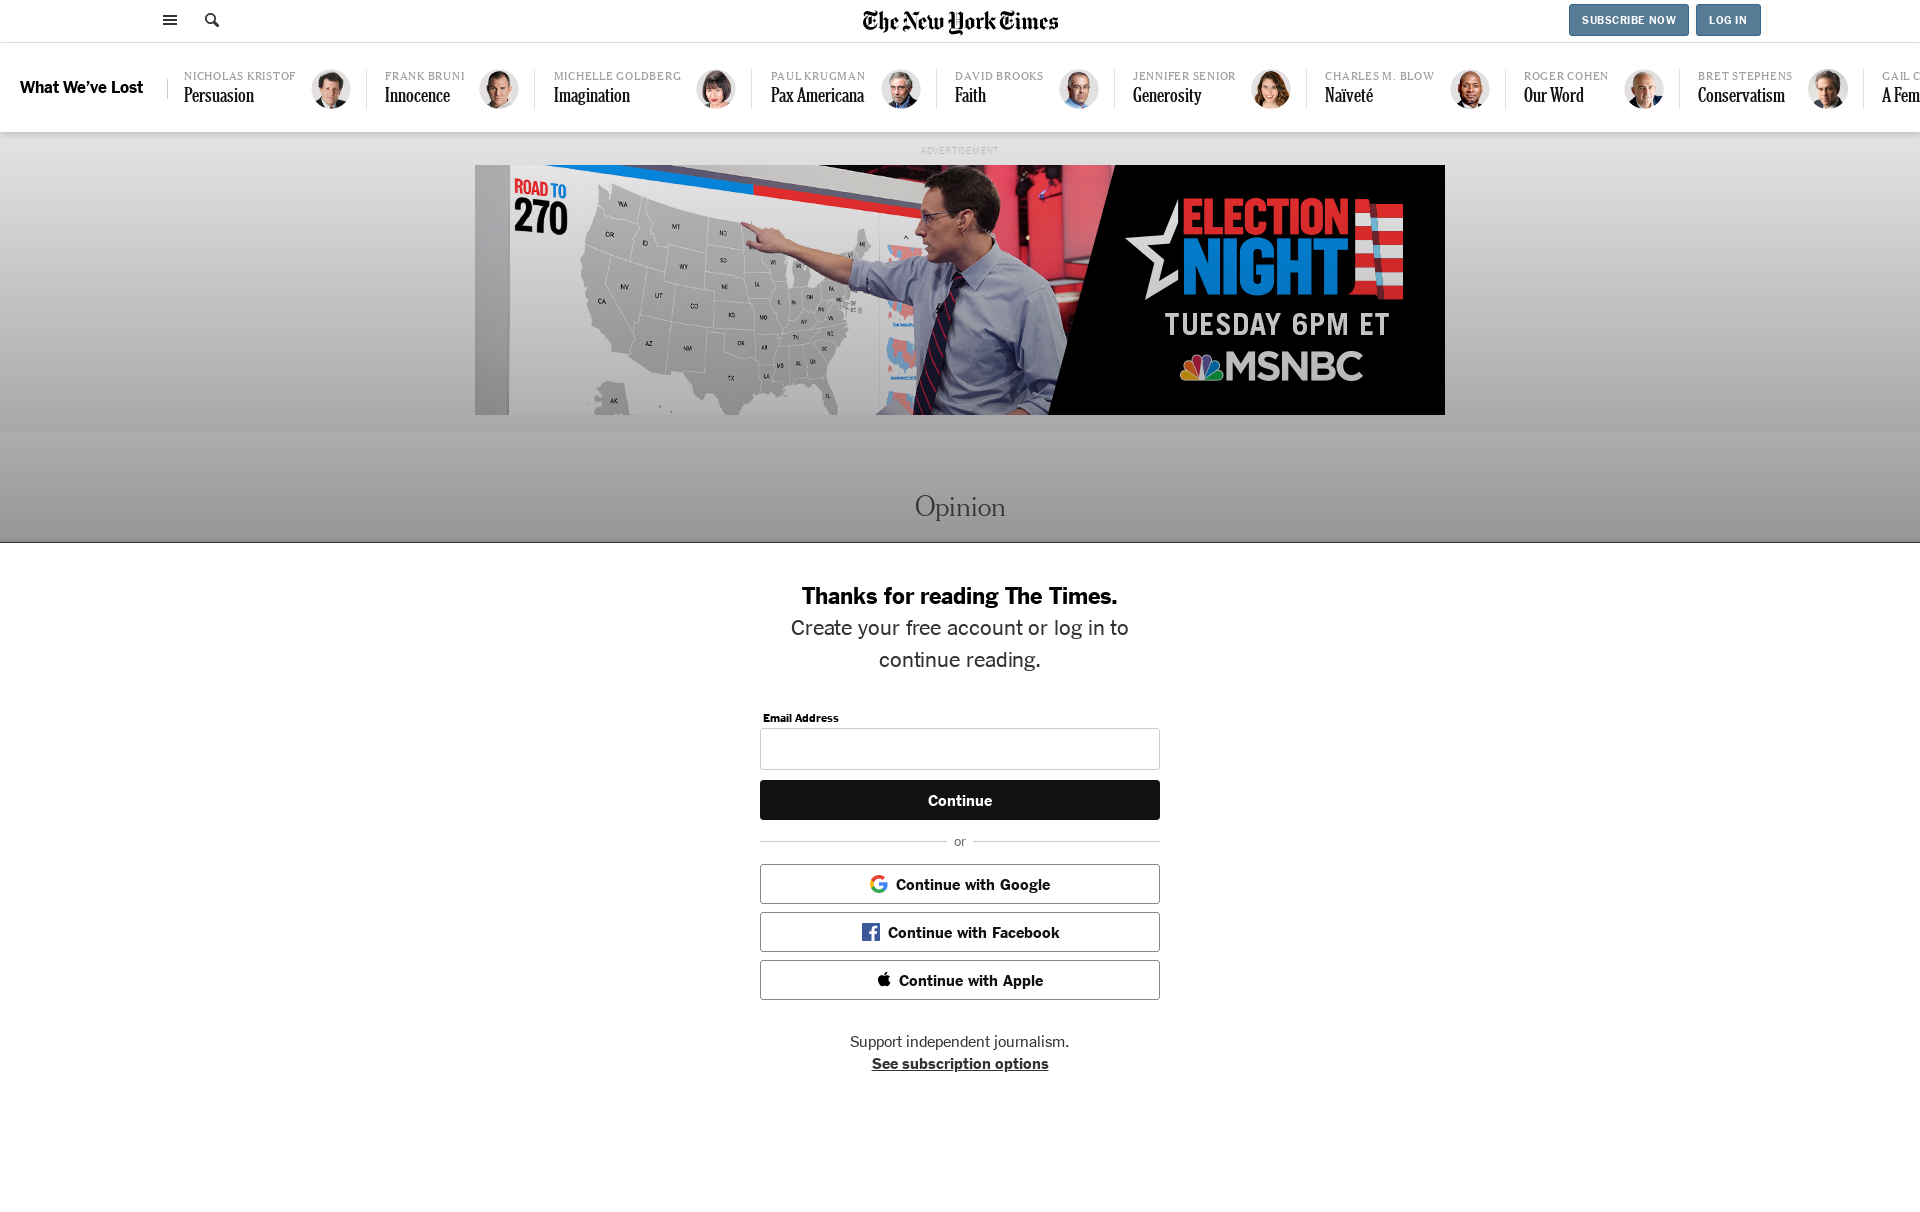 The New York Times
SUBSCRIBE NOW
LOG IN
What We've Lost
NICHOLAS KRISTOF
Persuasion
FRANK BRUNI
Innocence
MICHELLE GOLDBERG
Imagination
PAUL KRUGMAN
Pax Americana
DAVID BROOKS
Faith
JENNIFER SENIOR
Generosity
CHARLES M. BLOW
Naïveté
ROGER COHEN
Our Word
BRET STEPHENS
Conservatism
GAIL C
A Fem
ADVERTISEMENT
ROAD TO
270
WA
MT
ND
OR
ID
SD
WI
ME
WY
NE
IA
NV
UT
CO
IL
IN
OH
PA
CA
KS
MO
KY
WV
VA
DE
DC
AZ
NM
OK
AR
TN
NC
SC
MS
AL
GA
TX
LA
FL
AK
ELECTION
NIGHT
TUESDAY 6PM ET
MSNBC
Opinion
Thanks for reading The Times.
Create your free account or log in to
continue reading.
Email Address
Continue
or
Continue with Google
Continue with Facebook
Continue with Apple
Support independent journalism.
See subscription options